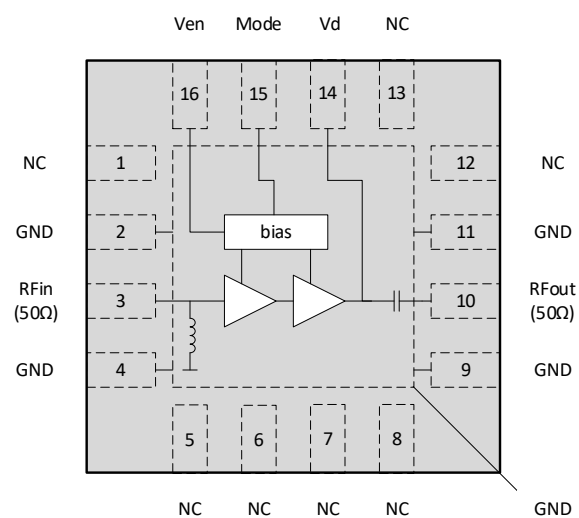 Ven Mode Vd NC
16 15 14 13
NC 1 12 NC
GND 2 bias 11 GND
RFin 3 10 RFout
(50Ω) (50Ω)
GND 4 9 GND
5 6 7 8
NC NC NC NC GND